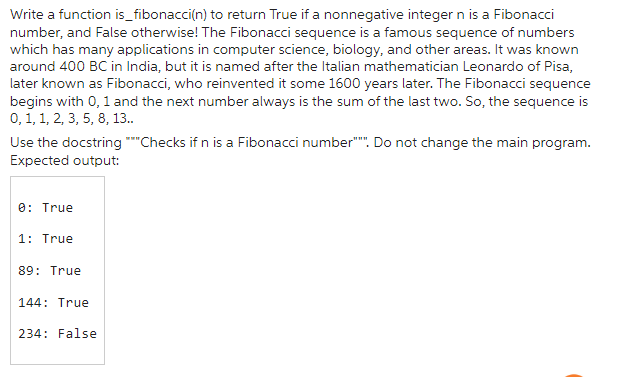 Write a function is_fibonacci(n) to return True if a nonnegative integer n is a Fibonacci
number, and False otherwise! The Fibonacci sequence is a famous sequence of numbers
which has many applications in computer science, biology, and other areas. It was known
around 400 BC in India, but it is named after the Italian mathematician Leonardo of Pisa,
later known as Fibonacci, who reinvented it some 1600 years later. The Fibonacci sequence
begins with 0, 1 and the next number always is the sum of the last two. So, the sequence is
0, 1, 1, 2, 3, 5, 8, 13..
Use the docstring """Checks if n is a Fibonacci number""". Do not change the main program.
Expected output:
0: True
1: True
89: True
144: True
234: False